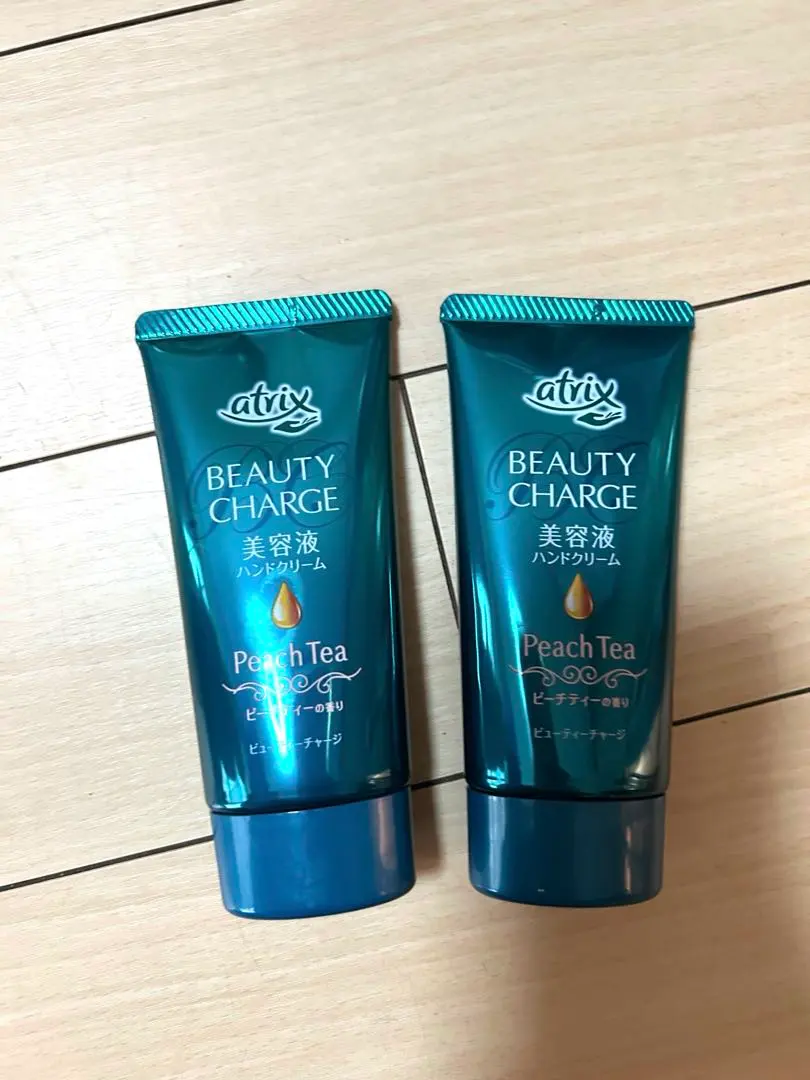 atrix
BEAUTY
CHARGE
美容液
ハンドクリーム
Peach Tea
ピーチティーの香り
ビューティーチャージ
atrix
BEAUTY
CHARGE
美容液
ハンドクリーム
Peach Tea
ピーチティーの香り
ビューティーチャージ